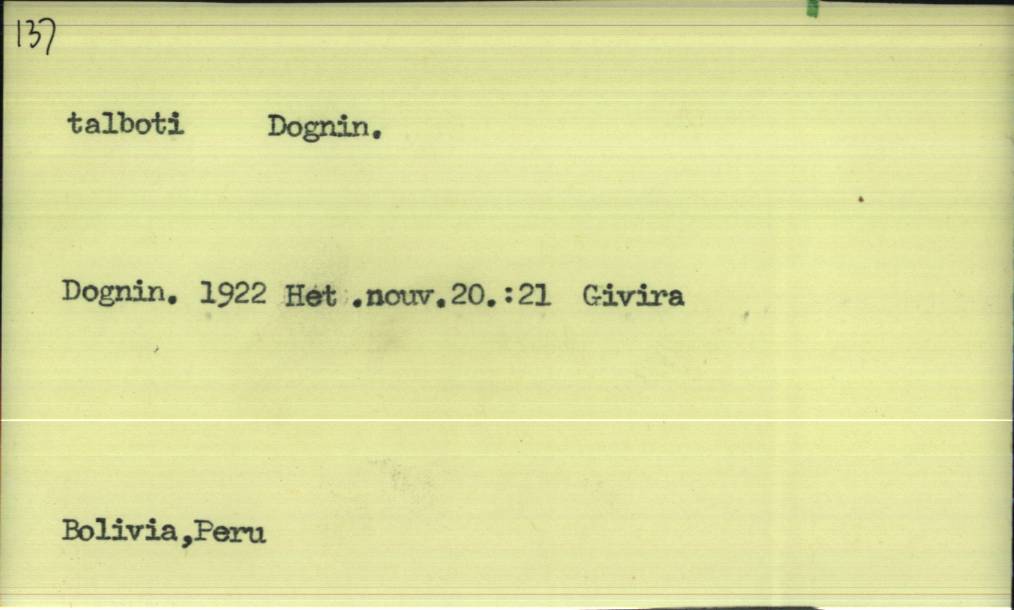 137
talboti Dognin.
Dognin. 1922 Het .nouv.20.:21 Givira
Bolivia,Peru